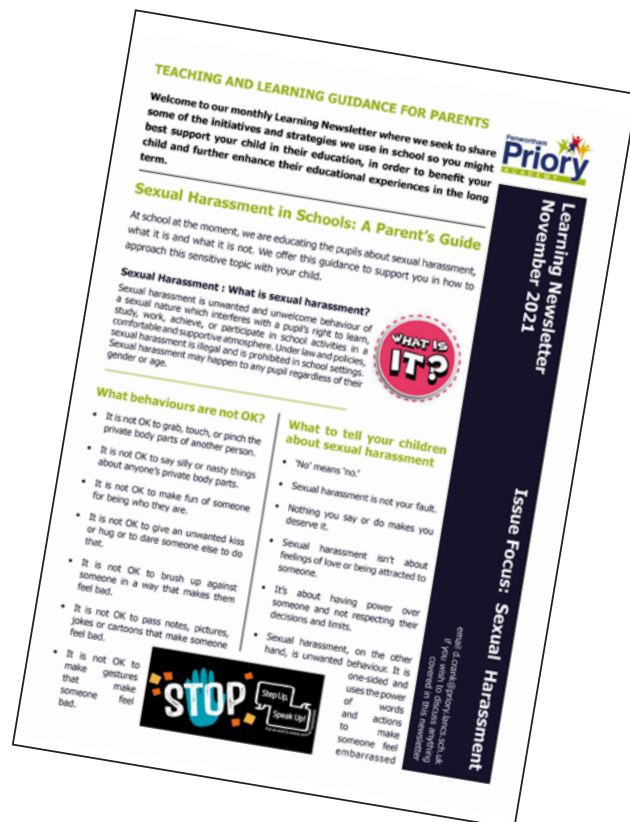 TEACHING AND LEARNING GUIDANCE FOR PARENTS
Welcome to our monthly Learning Newsletter where we seek to share
some of the initiatives and strategies we use in school so you might
best support your child in their education, in order to benefit your
child and further enhance their educational experiences in the long
term.
Penwortham
Priory
ACADEMY
Sexual Harassment in Schools: A Parent's Guide
At school at the moment, we are educating the pupils about sexual harassment,
what it is and what it is not. We offer this guidance to support you in how to
approach this sensitive topic with your child.
Sexual Harassment : What is sexual harassment?
Sexual harassment is unwanted and unwelcome behaviour of
a sexual nature which interferes with a pupil's right to learn,
study, work, achieve, or participate in school activities in a
comfortable and supportive atmosphere. Under law and policies,
sexual harassment is illegal and is prohibited in school settings.
Sexual harassment may happen to any pupil regardless of their
gender or age.
WHAT IS
IT?
What behaviours are not OK?
• It is not OK to grab, touch, or pinch the
private body parts of another person.
• It is not OK to say silly or nasty things
about anyone's private body parts.
• It is not OK to make fun of someone
for being who they are.
• It is not OK to give an unwanted kiss
or hug or to dare someone else to do
that.
• It is not OK to brush up against
someone in a way that makes them
feel bad.
• It is not OK to pass notes, pictures,
jokes or cartoons that make someone
feel bad.
• It is not OK to
make gestures
that make
someone feel
bad.
STOP
Step Up,
Speak Up!
What to tell your children
about sexual harassment
• 'No' means 'no.'
• Sexual harassment is not your fault.
• Nothing you say or do makes you
deserve it.
• Sexual harassment isn't about
feelings of love or being attracted to
someone.
• It's about having power over
someone and not respecting their
decisions and limits.
• Sexual harassment, on the other
hand, is unwanted behaviour. It is
one-sided and
uses the power
of words
and actions
to make
someone feel
embarrassed
Learning Newsletter
November 2021
Issue Focus: Sexual Harassment
email d.crank@priory.lancs.sch.uk
if you wish to discuss anything
covered in this newsletter